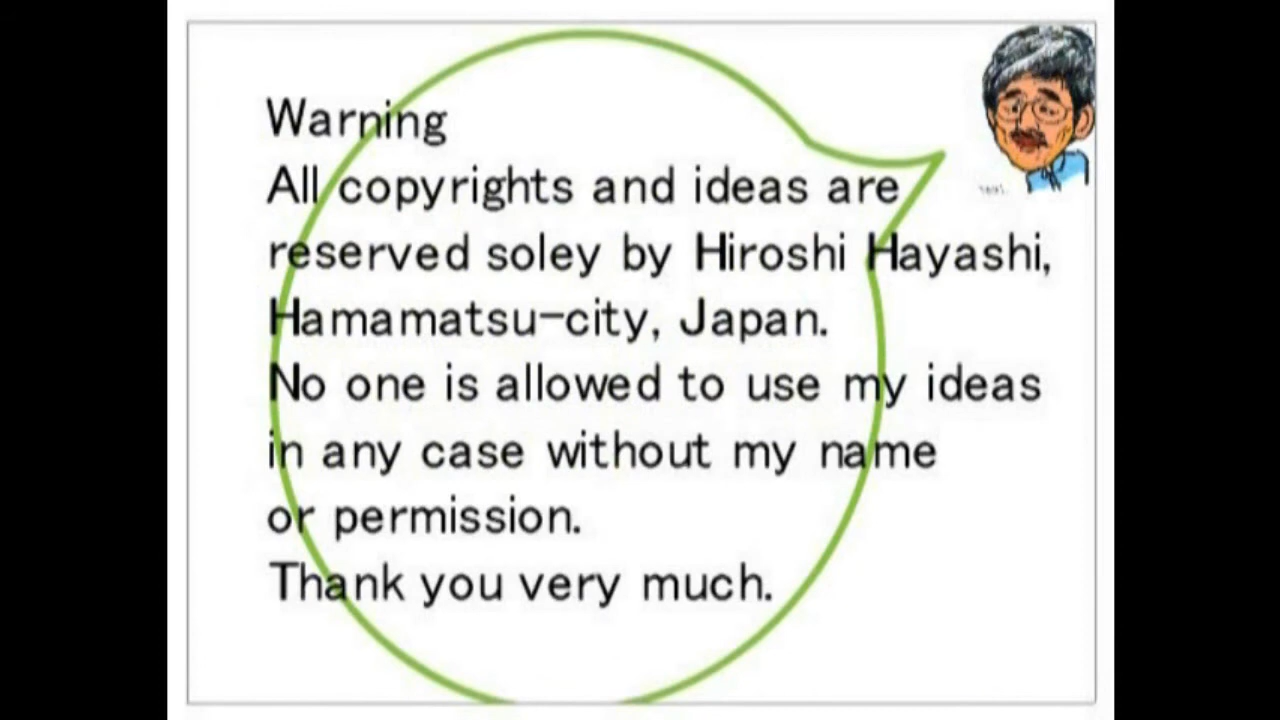 Warning
All copyrights and ideas are
reserved soley by Hiroshi Hayashi,
Hamamatsu-city, Japan.
No one is allowed to use my ideas
in any case without my name
or permission.
Thank you very much.